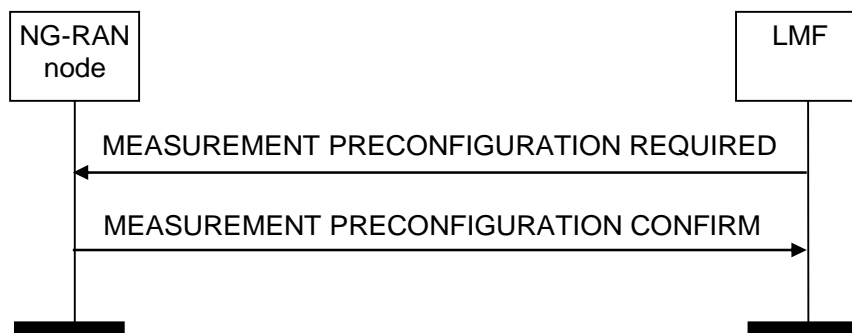 NG-RAN
node
LMF
MEASUREMENT PRECONFIGURATION REQUIRED
MEASUREMENT PRECONFIGURATION CONFIRM